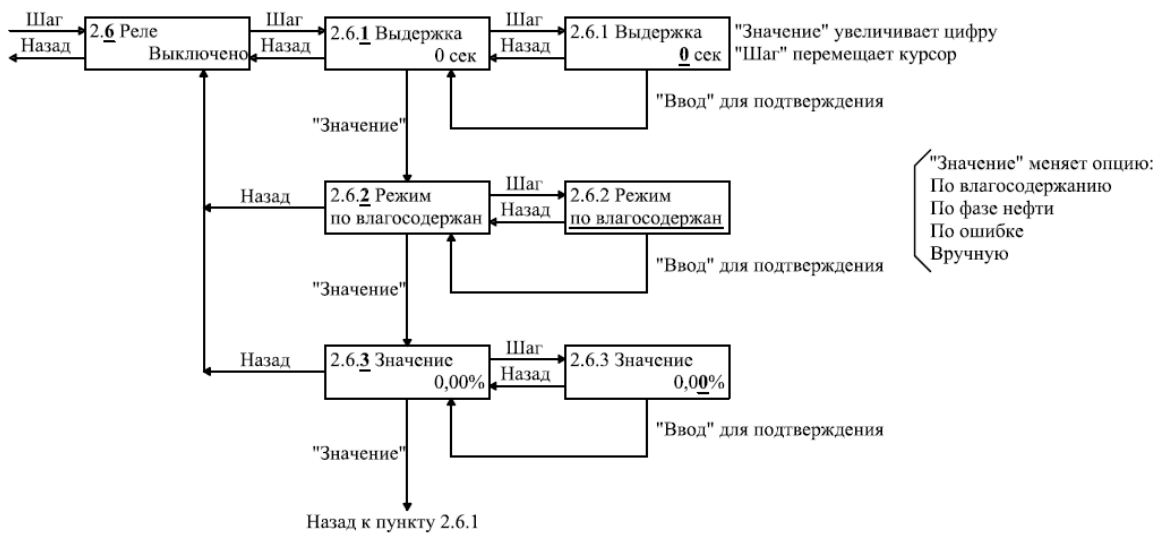 Шаг
Назад
2.6 Реле
Выключено
Шаг
Назад
2.6.1 Выдержка
0 сек
Шаг
Назад
2.6.1 Выдержка
0 сек
"Значение" увеличивает цифру
"Шаг" перемещает курсор
"Ввод" для подтверждения
"Значение"
Назад
2.6.2 Режим
по влагосодержан
Шаг
Назад
2.6.2 Режим
по влагосодержан
"Значение" меняет опцию:
По влагосодержанию
По фазе нефти
По ошибке
Вручную
"Ввод" для подтверждения
"Значение"
Назад
2.6.3 Значение
0,00%
Шаг
Назад
2.6.3 Значение
0,00%
"Ввод" для подтверждения
"Значение"
Назад к пункту 2.6.1